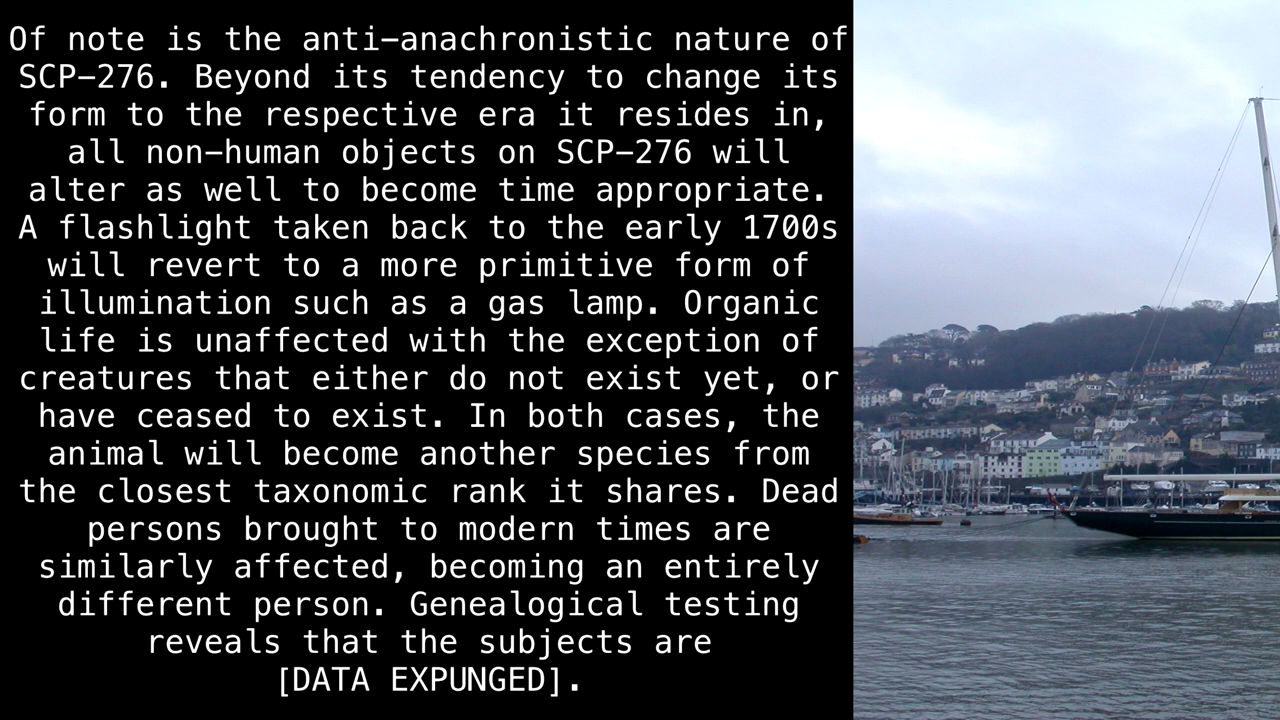 Of note is the anti-anachronistic nature of
SCP-276. Beyond its tendency to change its
form to the respective era it resides in,
all non-human objects on SCP-276 will
alter as well to become time appropriate.
A flashlight taken back to the early 1700s
will revert to a more primitive form of
illumination such as a gas lamp. Organic
life is unaffected with the exception of
creatures that either do not exist yet, or
have ceased to exist. In both cases, the
animal will become another species from
the closest taxonomic rank it shares. Dead
persons brought to modern times are
similarly affected, becoming an entirely
different person. Genealogical testing
reveals that the subjects are
[DATA EXPUNGED].